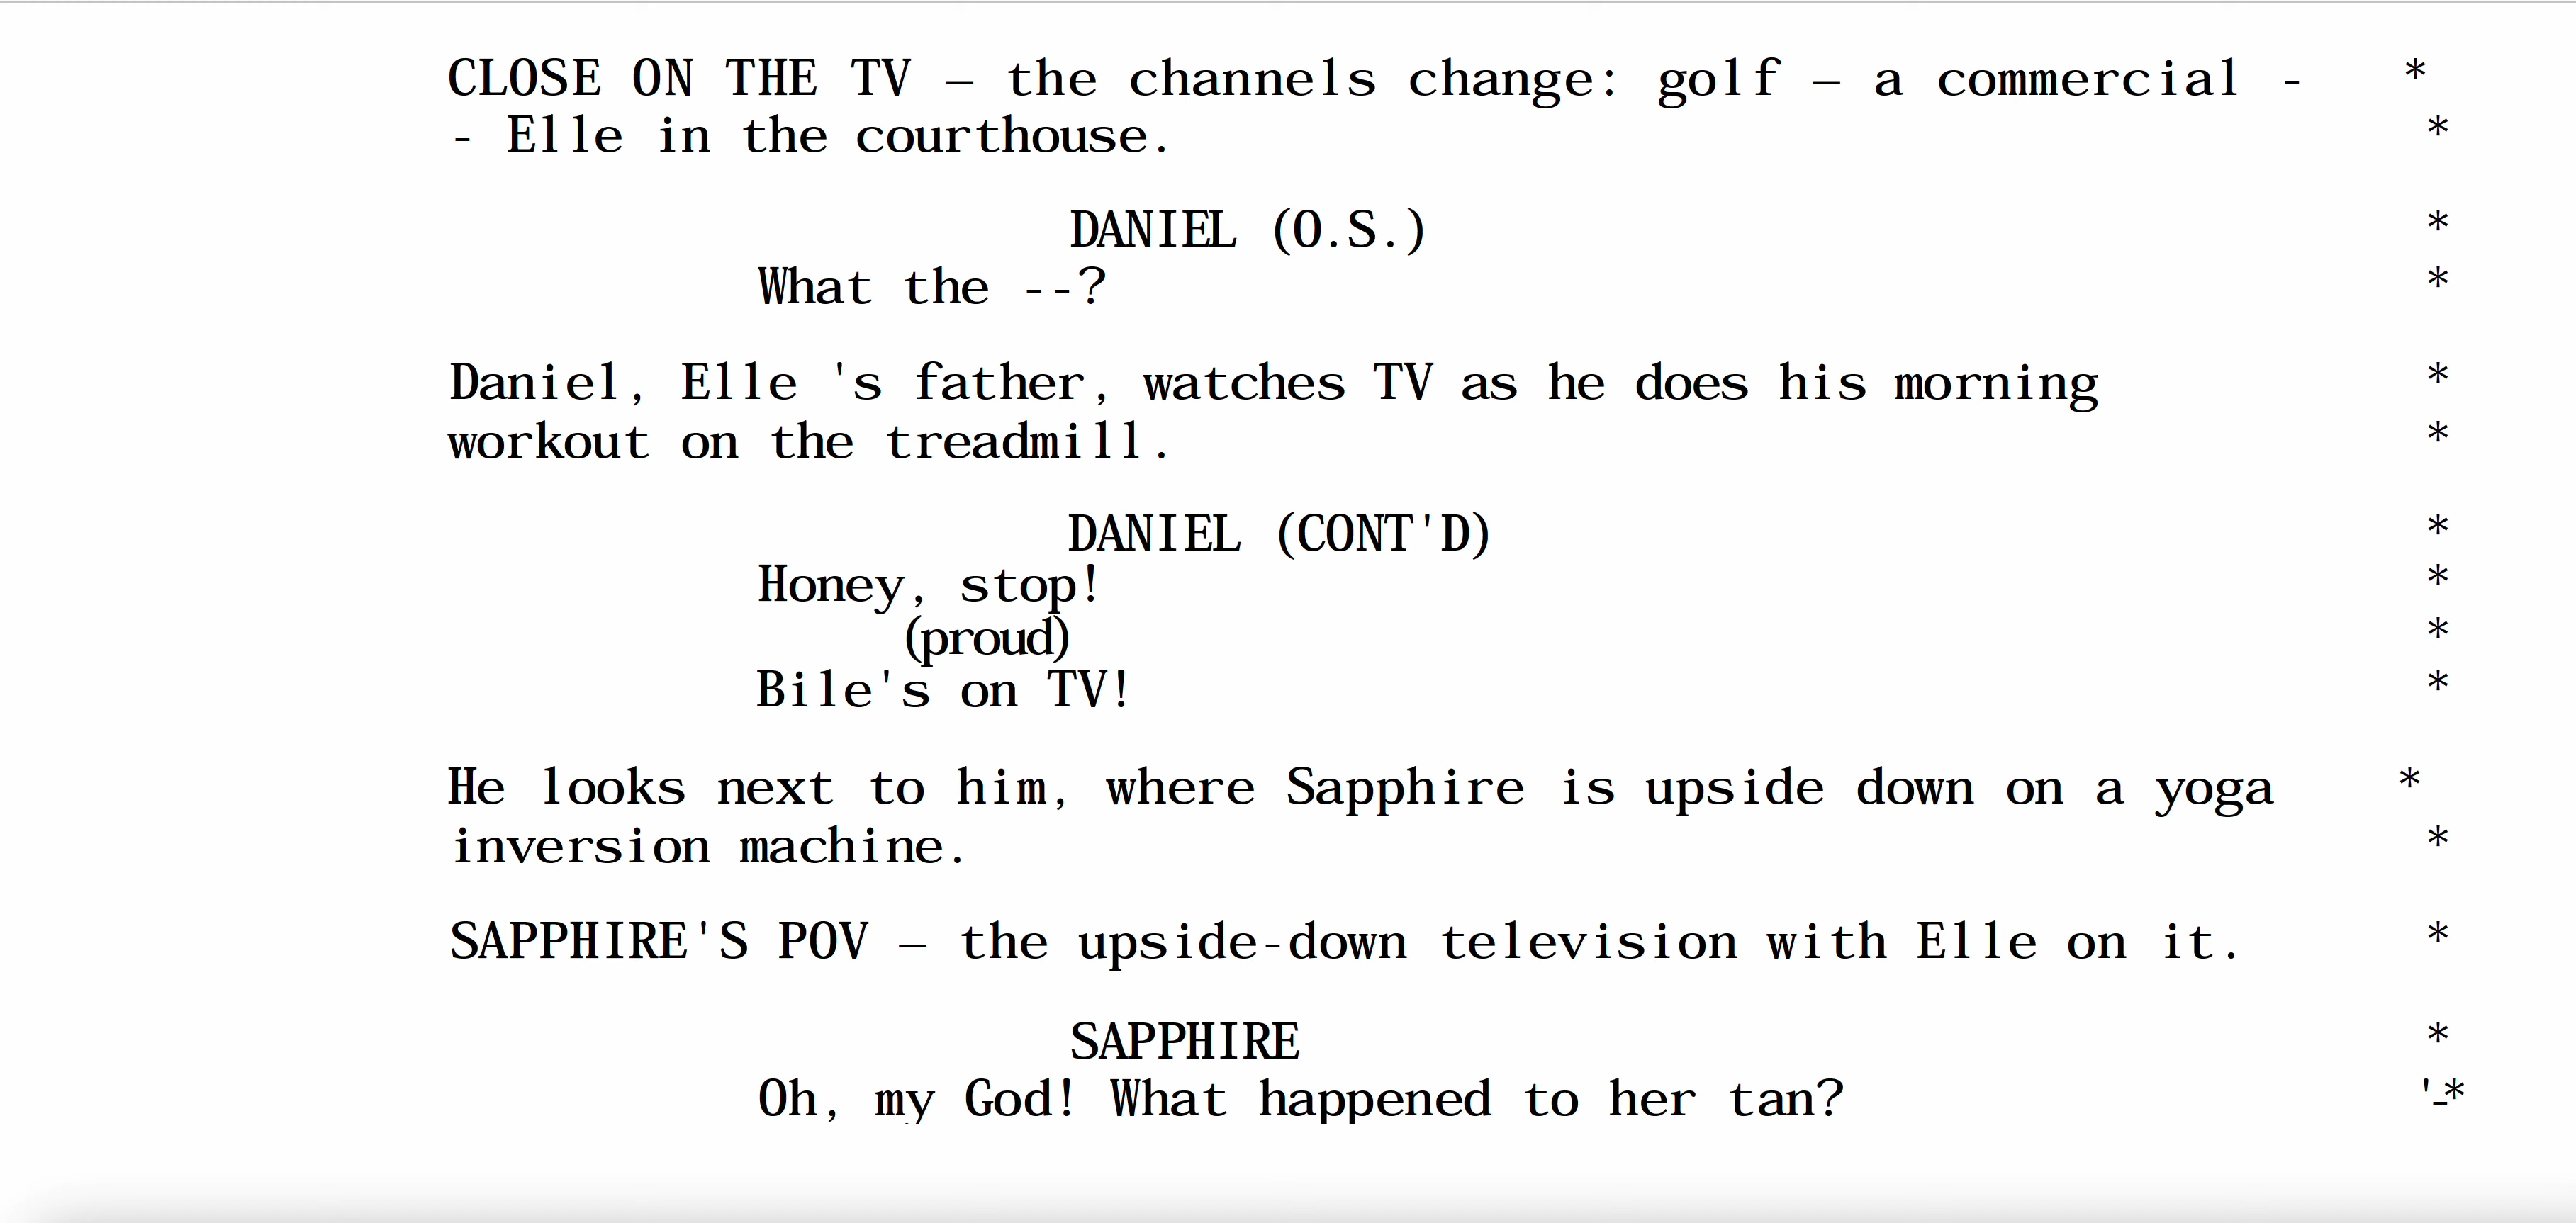 CLOSE ON THE TV – the channels change: golf – a commercial - *
- Elle in the courthouse. *
DANIEL (O.S.) *
What the --? *
Daniel, Elle 's father, watches TV as he does his morning *
workout on the treadmill. *
DANIEL (CONT'D) *
Honey, stop! *
(proud) *
Bile's on TV! *
He looks next to him, where Sapphire is upside down on a yoga *
inversion machine. *
SAPPHIRE'S POV – the upside-down television with Elle on it. *
SAPPHIRE *
Oh, my God! What happened to her tan? '-*